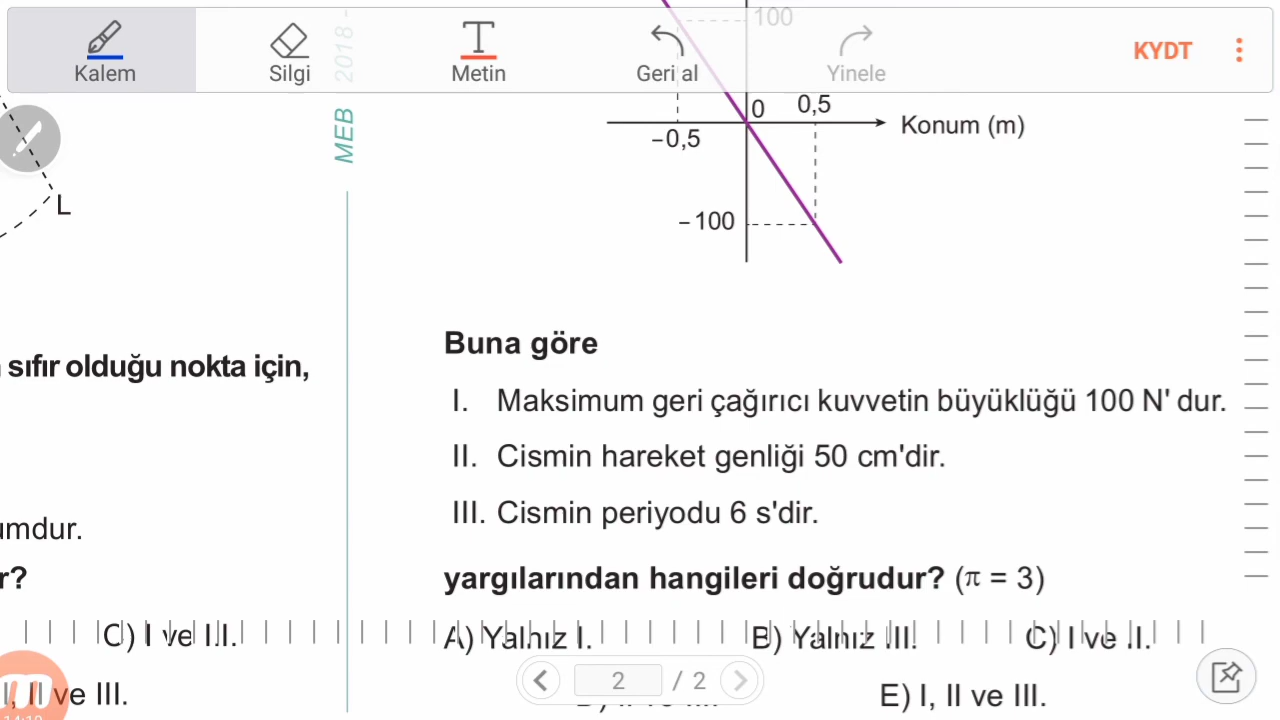 Kalem
Silgi
Metin
Geri al
Yinele
KYDT
100
MEB 2018 -
0
0,5
Konum (m)
-0,5
-100
L
sıfır olduğu nokta için,
Buna göre
I. Maksimum geri çağırıcı kuvvetin büyüklüğü 100 N' dur.
II. Cismin hareket genliği 50 cm'dir.
III. Cismin periyodu 6 s'dir.
umdur.
r?
yargılarından hangileri doğrudur? (π = 3)
C) I ve III.
A) Yalnız I.
B) Yalnız III.
C) I ve II.
2 / 2
I, II ve III.
E) I, II ve III.
14:19